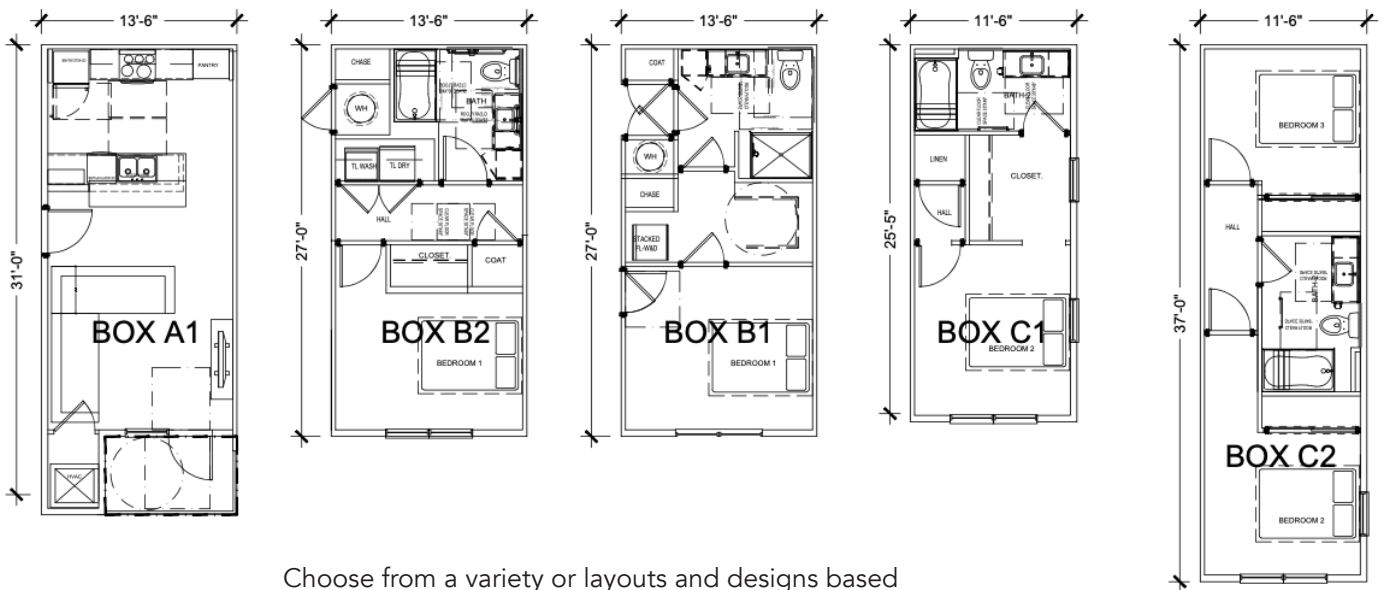 13'-6"
31'-0"
PANTRY
BOX A1
HVAC
13'-6"
27'-0"
CHASE
WH
BATH
TL WASH
TL DRY
HALL
CLOSET
COAT
BOX B2
BEDROOM 1
13'-6"
27'-0"
COAT
WH
CHASE
STACKED
FL-W&D
BOX B1
BEDROOM 1
11'-6"
25'-5"
BATH
LINEN
CLOSET.
HALL
BOX C1
BEDROOM 2
11'-6"
37'-0"
BEDROOM 3
HALL
BOX C2
BEDROOM 2
Choose from a variety or layouts and designs based